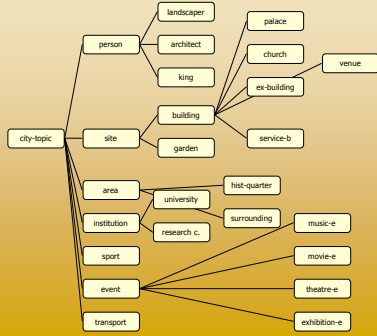 landscaper
palace
person
architect
church
venue
king
ex-building
building
city-topic
site
service-b
garden
area
hist-quarter
university
institution
surrounding
music-e
research c.
sport
movie-e
event
theatre-e
transport
exhibition-e